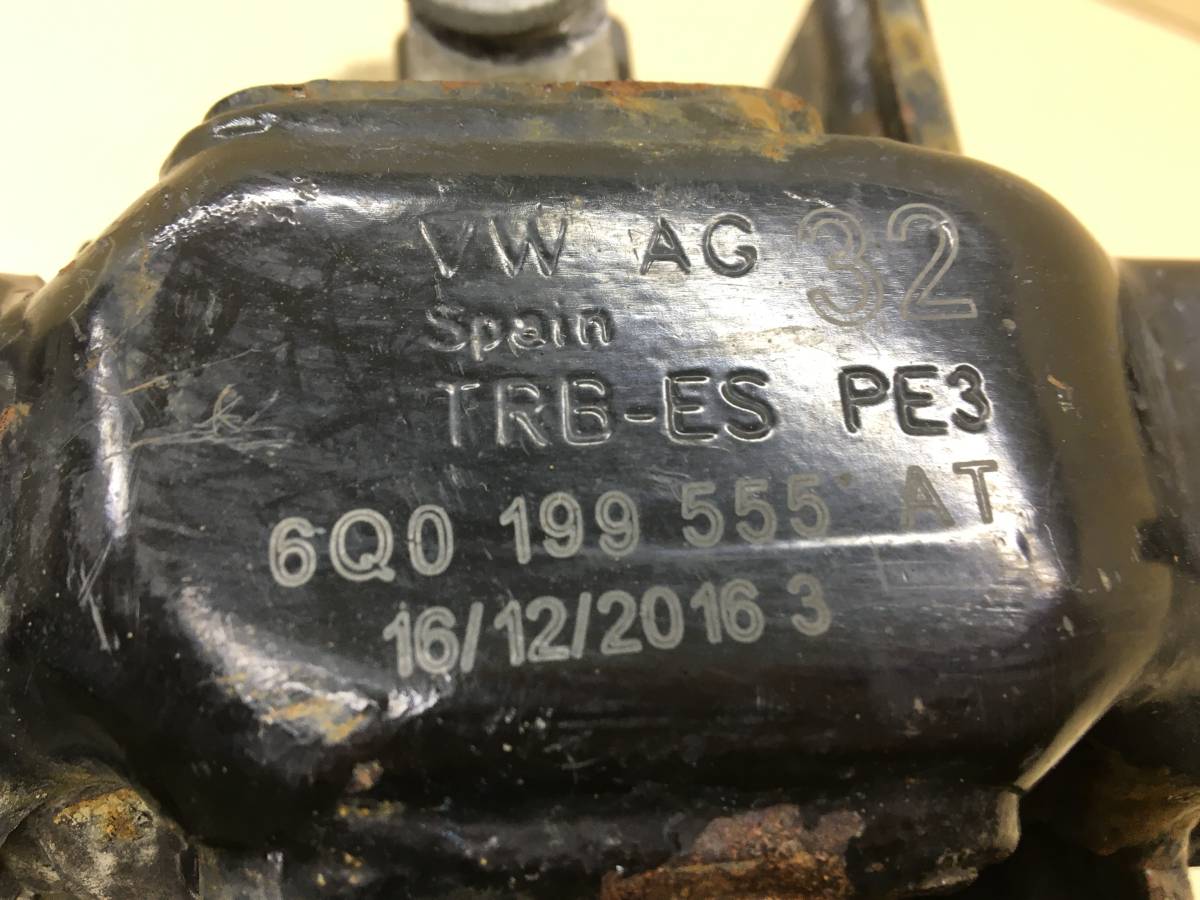 VW AG 32
Spain
TRB-ES PE3
6Q0 199 555 AT
16/12/2016 3